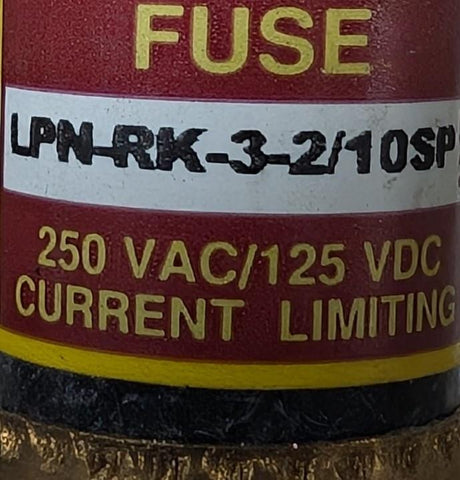 FUSE
LPN-RK-3-2/10SP
250 VAC/125 VDC
CURRENT LIMITING